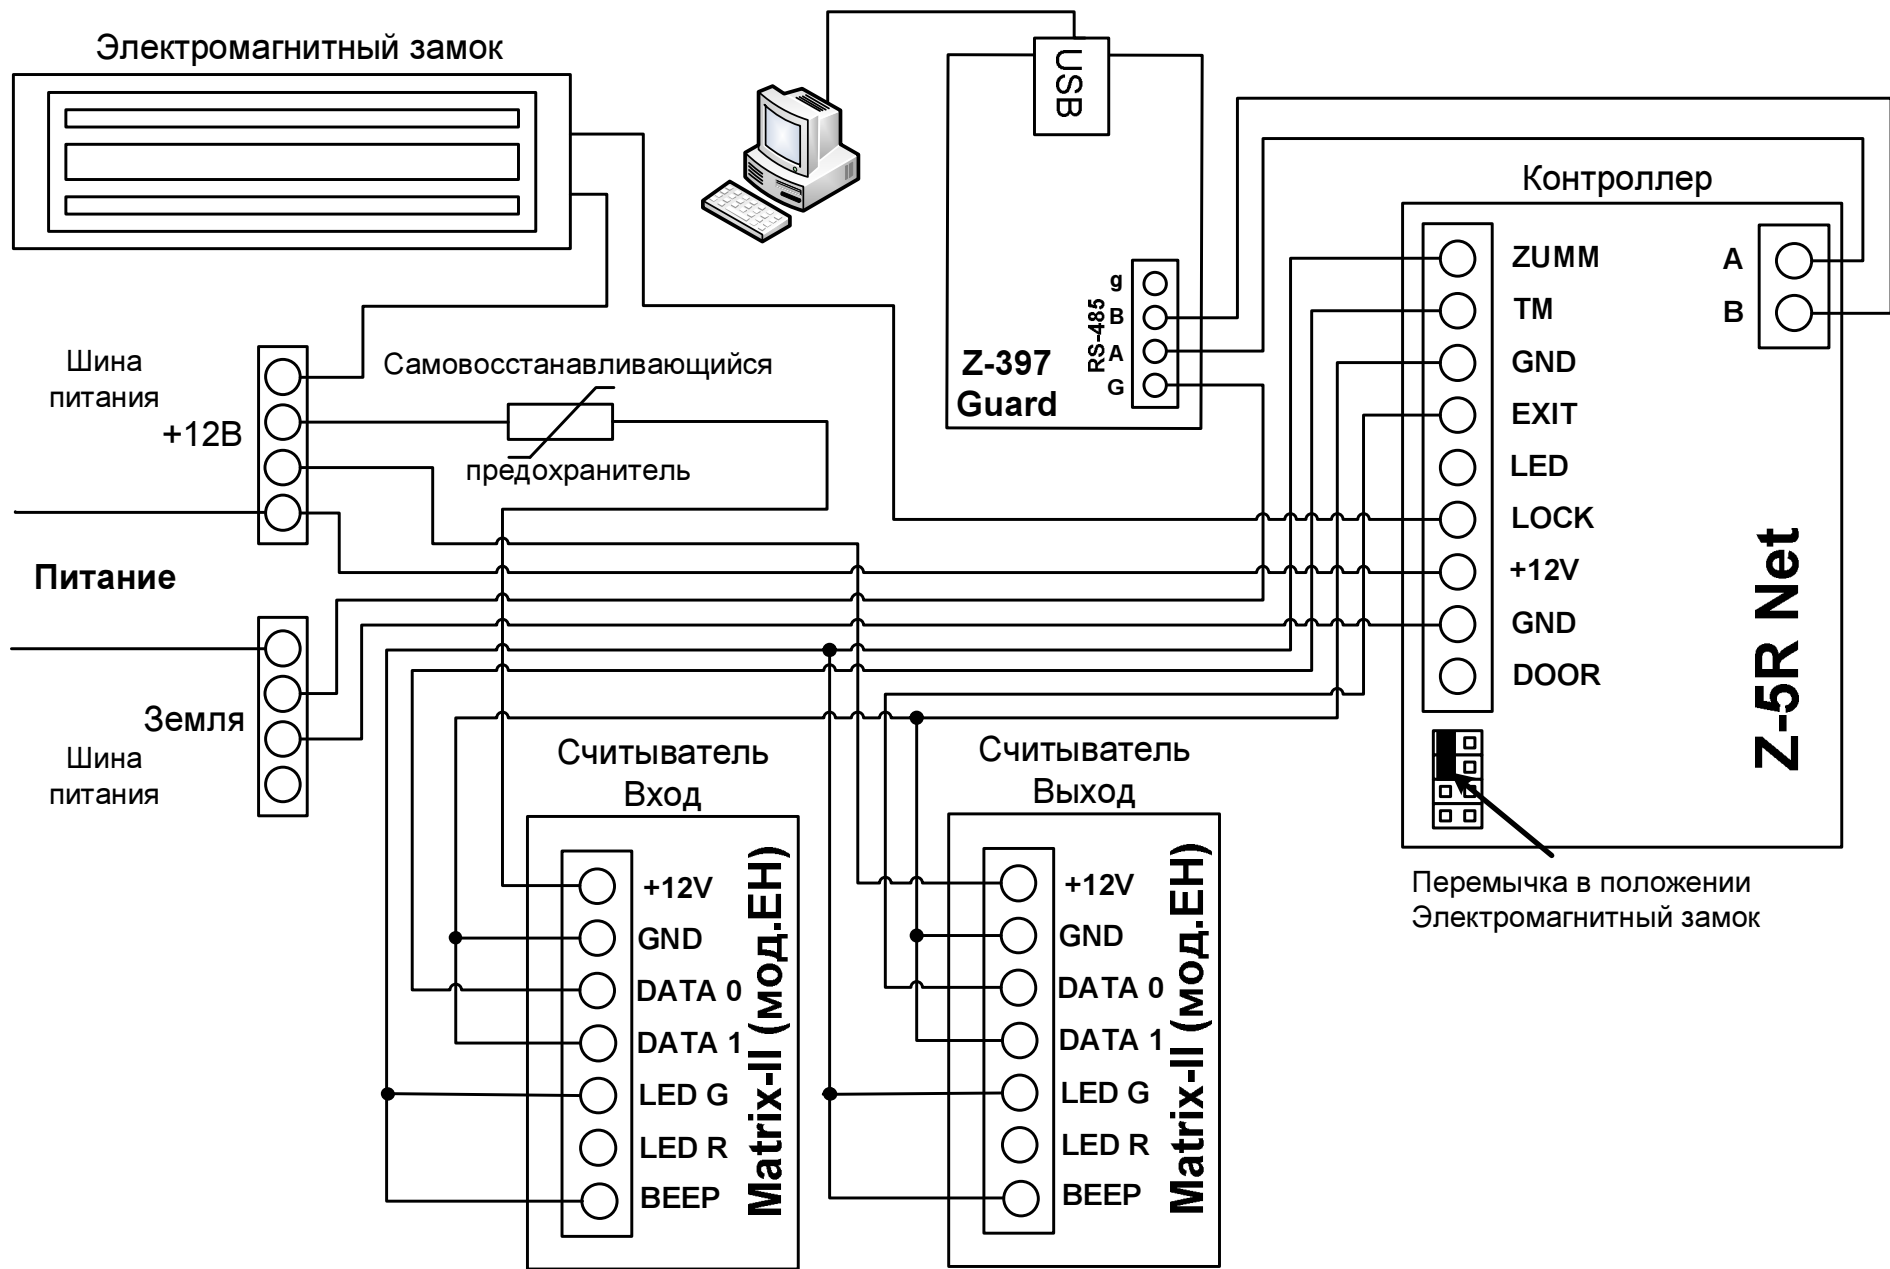 Электромагнитный замок
USB
Z-397
Guard
RS-485
g
B
A
G
Контроллер
ZUMM
TM
GND
EXIT
LED
LOCK
+12V
GND
DOOR
A
B
Z-5R Net
Шина
питания
+12В
Самовосстанавливающийся
предохранитель
Питание
Земля
Шина
питания
Считыватель
Вход
+12V
GND
DATA 0
DATA 1
LED G
LED R
BEEP
Matrix-II (мод.EH)
Считыватель
Выход
+12V
GND
DATA 0
DATA 1
LED G
LED R
BEEP
Matrix-II (мод.EH)
Перемычка в положении
Электромагнитный замок